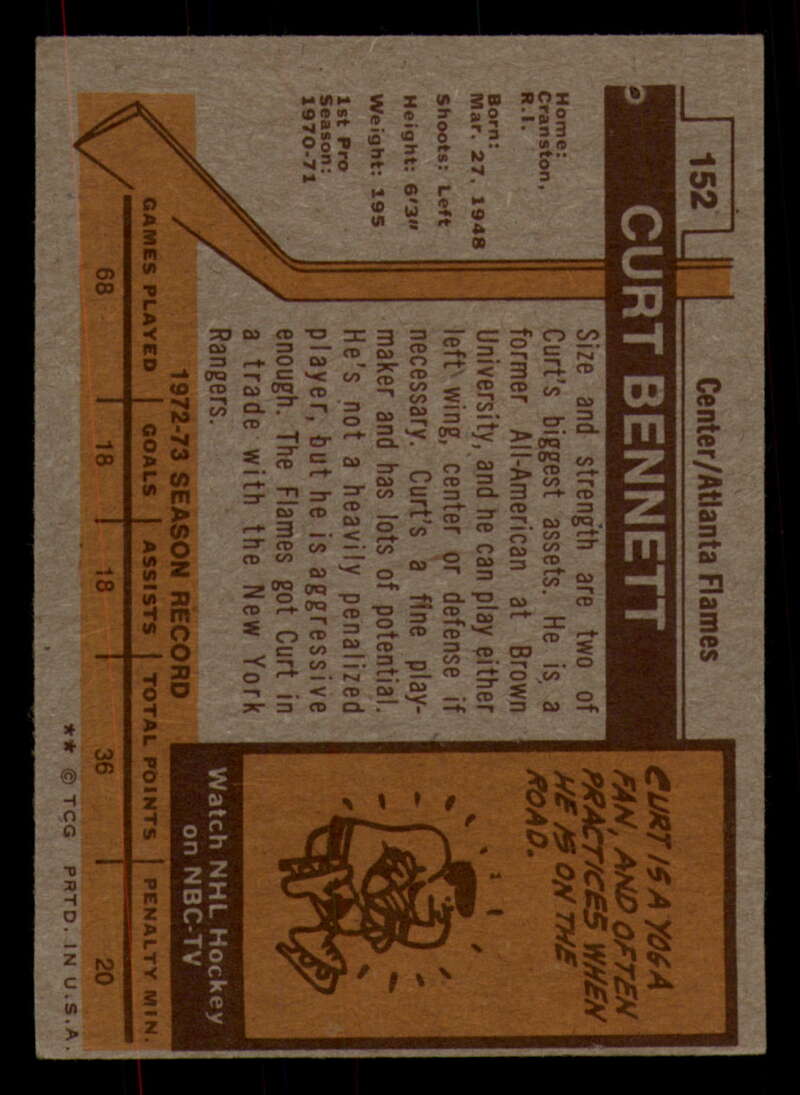 152
Center/Atlanta Flames
CURT BENNETT
Home:
Cranston,
R.I.
Born:
Mar. 27, 1948
Shoots: Left
Height: 6'3"
Weight: 195
1st Pro
Season:
1970-71
Size and strength are two of
Curt's biggest assets. He is a
former All-American at Brown
University, and he can play either
left wing, center or defense if
necessary. Curt's a fine play-
maker and has lots of potential.
He's not a heavily penalized
player, but he is aggressive
enough. The Flames got Curt in
a trade with the New York
Rangers.
CURT IS A YOGA
FAN, AND OFTEN
PRACTICES WHEN
HE IS ON THE
ROAD.
Watch NHL Hockey
on NBC-TV
1972-73 SEASON RECORD
GAMES PLAYED GOALS ASSISTS TOTAL POINTS PENALTY MIN.
68 18 18 36 20
** © TCG PRTD. IN U.S.A.